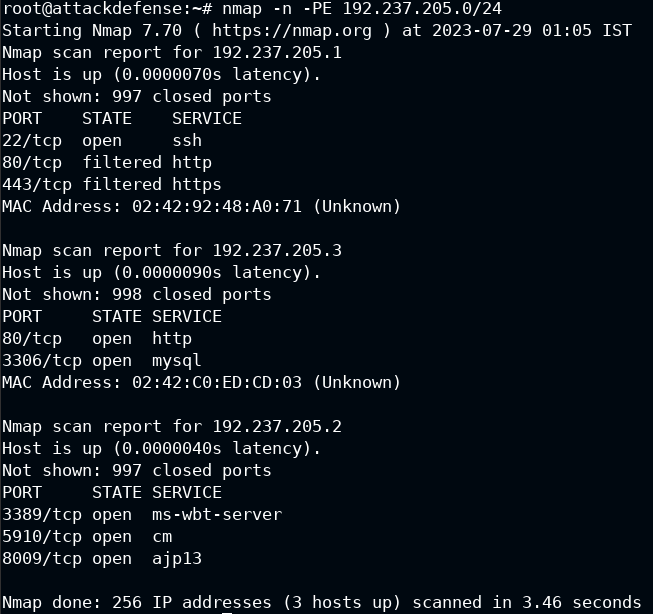 root@attackdefense:~# nmap -n -PE 192.237.205.0/24
Starting Nmap 7.70 ( https://nmap.org ) at 2023-07-29 01:05 IST
Nmap scan report for 192.237.205.1
Host is up (0.0000070s latency).
Not shown: 997 closed ports
PORT    STATE    SERVICE
22/tcp  open     ssh
80/tcp  filtered http
443/tcp filtered https
MAC Address: 02:42:92:48:A0:71 (Unknown)

Nmap scan report for 192.237.205.3
Host is up (0.0000090s latency).
Not shown: 998 closed ports
PORT     STATE SERVICE
80/tcp   open  http
3306/tcp open  mysql
MAC Address: 02:42:C0:ED:CD:03 (Unknown)

Nmap scan report for 192.237.205.2
Host is up (0.0000040s latency).
Not shown: 997 closed ports
PORT     STATE SERVICE
3389/tcp open  ms-wbt-server
5910/tcp open  cm
8009/tcp open  ajp13

Nmap done: 256 IP addresses (3 hosts up) scanned in 3.46 seconds